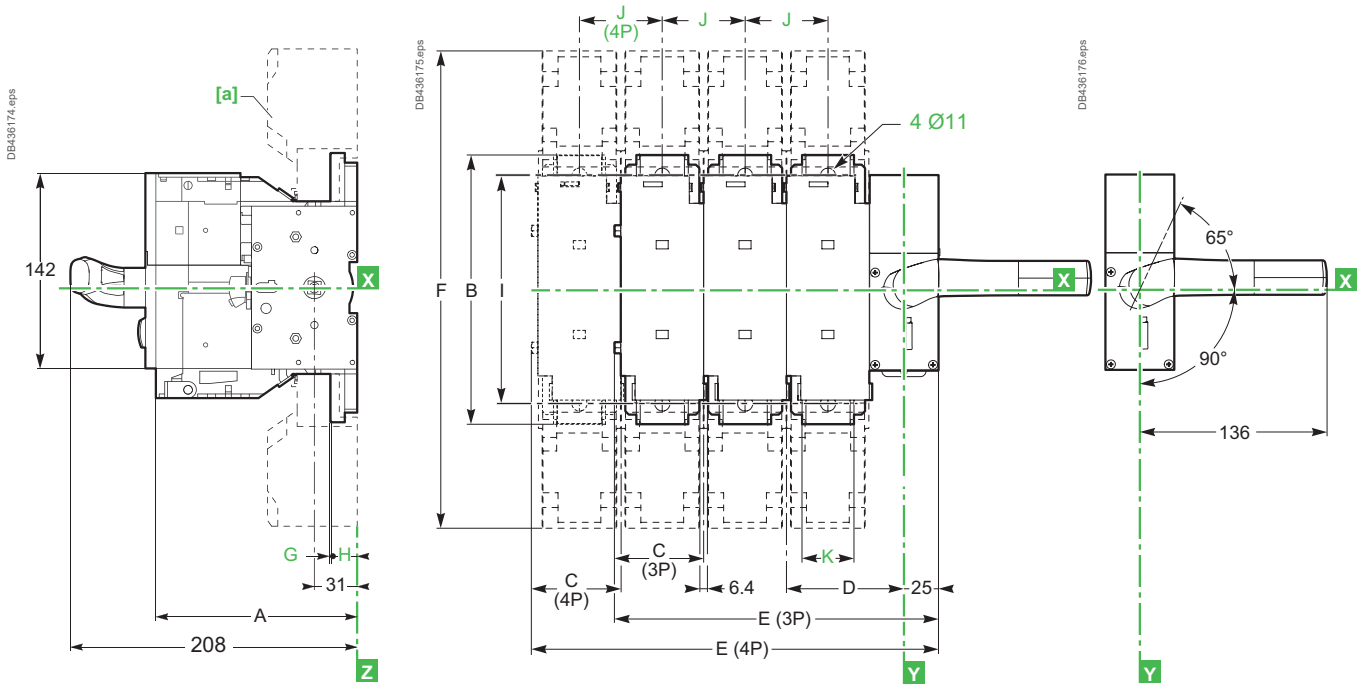 DB436174.eps
[a]
142
X
G
H
31
A
208
Z
DB436175.eps
J
(4P)
J
J
4 Ø11
F
B
I
X
C
(3P)
K
C
(4P)
6.4
D
25
E (3P)
E (4P)
Y
DB436176.eps
65°
X
90°
136
Y